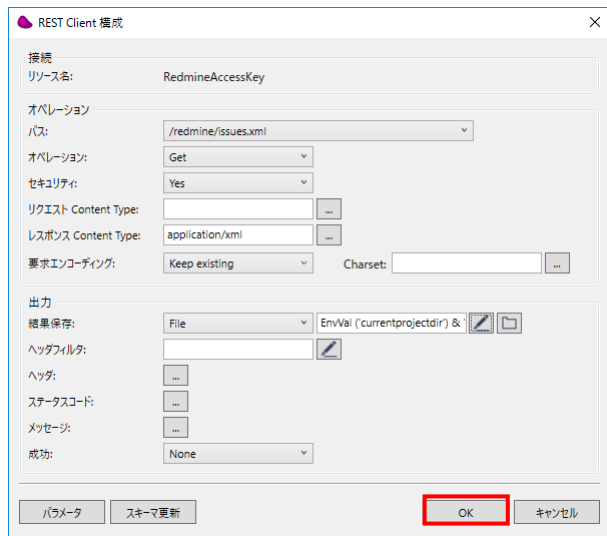 REST Client 構成
接続
リソース名: RedmineAccessKey
オペレーション
パス: /redmine/issues.xml
オペレーション: Get
セキュリティ: Yes
リクエスト Content Type: ...
レスポンス Content Type: application/xml ...
要求エンコーディング: Keep existing Charset: ...
出力
結果保存: File EnvVal ('currentprojectdir') & '
ヘッダフィルタ:
ヘッダ: ...
ステータスコード: ...
メッセージ: ...
成功: None
パラメータ スキーマ更新 OK キャンセル